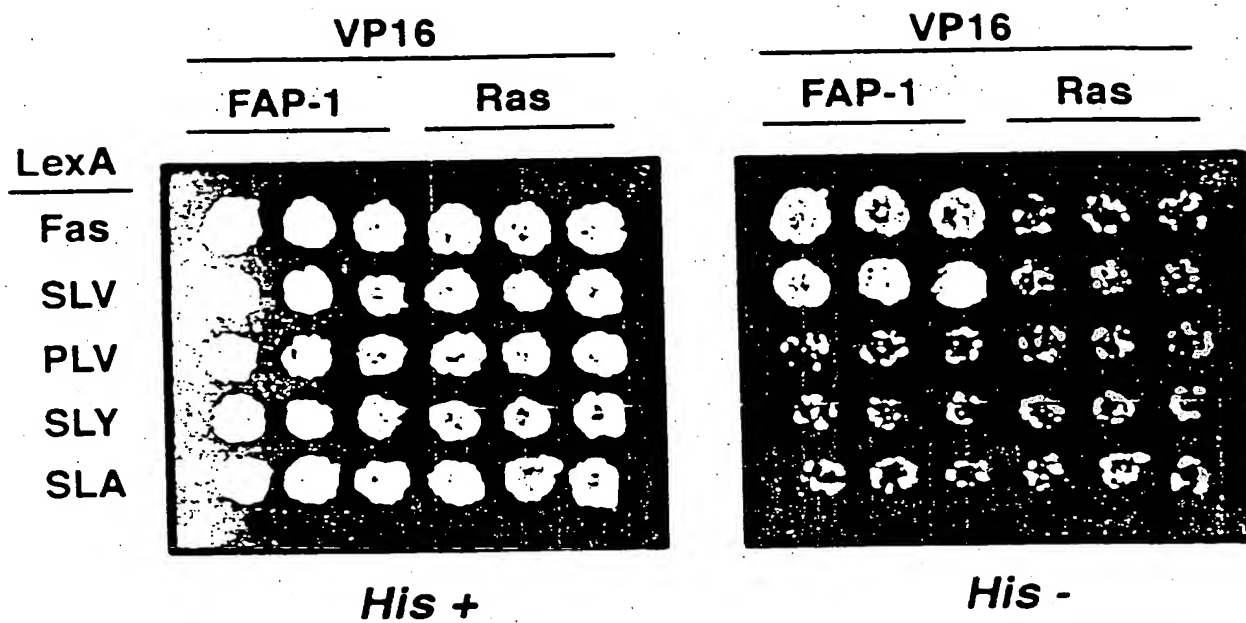 VP16
FAP-1 Ras
LexA
Fas
SLV
PLV
SLY
SLA
His +
VP16
FAP-1 Ras
His -